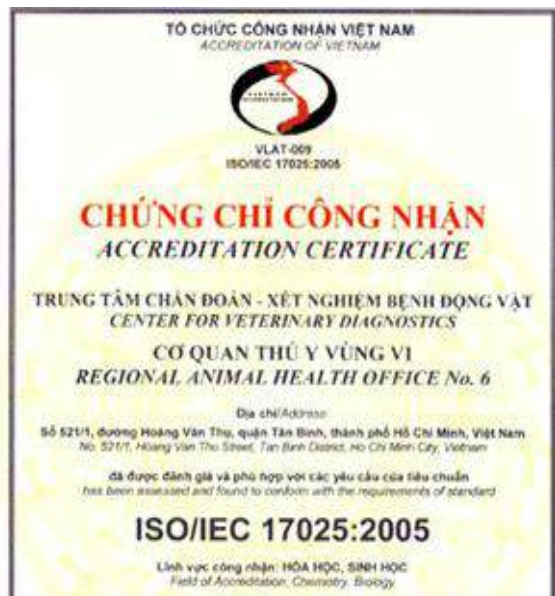 TỔ CHỨC CÔNG NHẬN VIỆT NAM
ACCREDITATION OF VIETNAM
VIETNAM
VLAT-009
ISO/IEC 17025:2005
CHỨNG CHỈ CÔNG NHẬN
ACCREDITATION CERTIFICATE
TRUNG TÂM CHẨN ĐOÁN - XÉT NGHIỆM BỆNH ĐỘNG VẬT
CENTER FOR VETERINARY DIAGNOSTICS
CƠ QUAN THÚ Y VÙNG VI
REGIONAL ANIMAL HEALTH OFFICE No. 6
Địa chỉ/Address
Số 521/1, đường Hoàng Văn Thụ, quận Tân Bình, thành phố Hồ Chí Minh, Việt Nam
No. 521/1, Hoang Van Thu Street, Tan Binh District, Ho Chi Minh City, Vietnam
đã được đánh giá và phù hợp với các yêu cầu của tiêu chuẩn
has been assessed and found to conform with the requirements of standard
ISO/IEC 17025:2005
Lĩnh vực công nhận: HÓA HỌC, SINH HỌC
Field of Accreditation: Chemistry, Biology